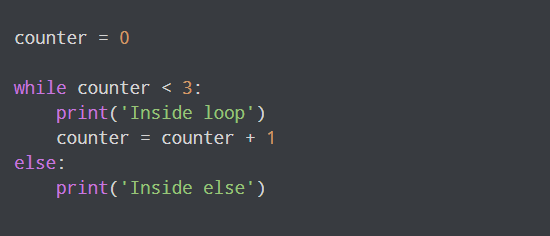 counter = 0
while counter < 3:
    print('Inside loop')
    counter = counter + 1
else:
    print('Inside else')